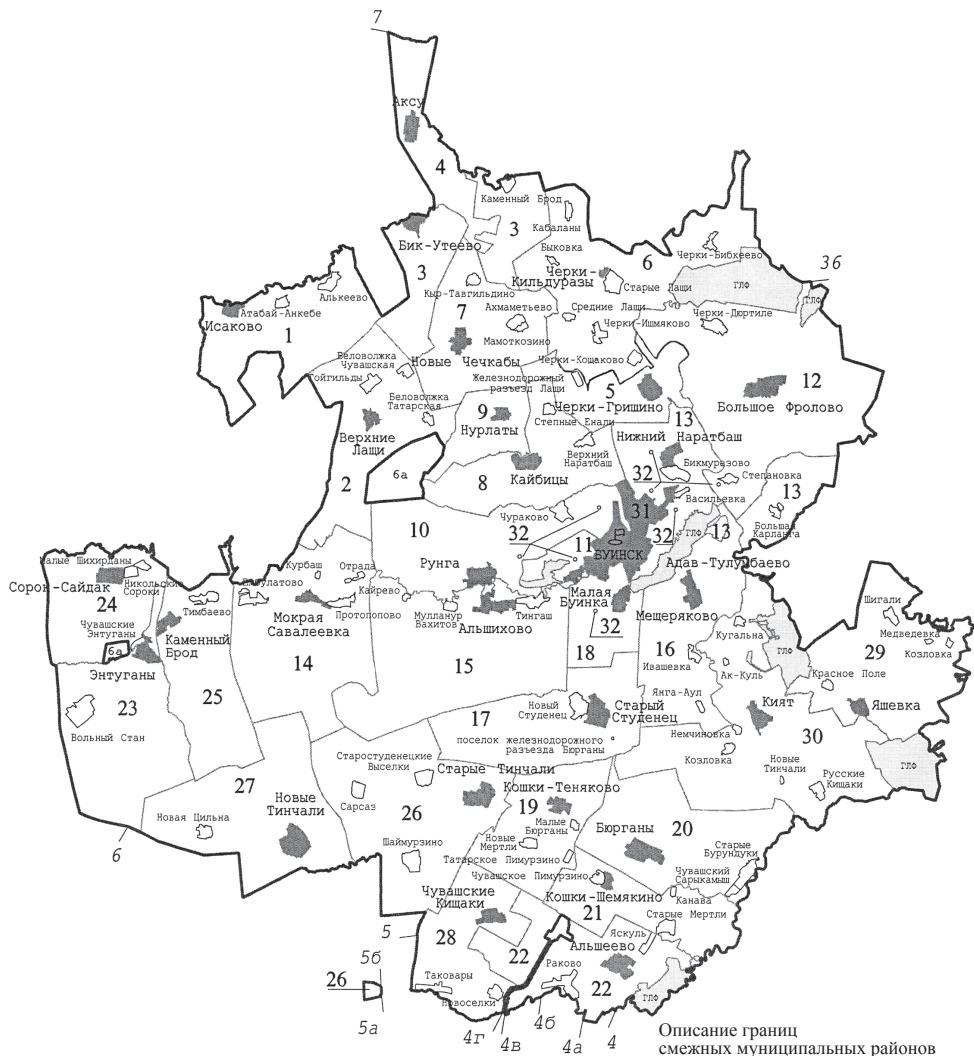 7
Аксу
4
Каменный Брод
3
Кабаланы
Бик-Утеево
Быковка
Черки-Бибкеево
3
6
36
Черки-
Кильдуразы
Старые Лащи
ГЛФ
ГЛФ
Алькеево
Кыр-Тавгильдино
Атабай-Анкебе
Исаково
1
7
Ахмаметьево
Средние Лащи
Черки-Дюртиле
Черки-Ишмяково
Мамоткозино
Беловолжка
Чувашская
Новые Чечкабы
Черки-Кощаково
Тойгильды
Железнодорожный
разъезд Лащи
5
12
Беловолжка
Татарская
Черки-Гришино
Большое Фролово
9
Степные Енали
13
Нурлаты
Нижний Наратбаш
Верхние
Лащи
Верхний
Наратбаш
Бикмуразово
6а
Кайбицы
32
Степановка
2
8
Васильевка
13
31
Чураково
10
32
11
32
ГЛФ
13
Большая
Карланга
БУИНСК
Малые Шихирданы
Курбаш
Отрада
Рунга
Адав-Тулумбаево
Сорок-Сайдак
Никольские
Сороки
Кайрево
Малая
Буинка
24
Тимбаево
Протопопово
Муллануp
Вахитов
Тингаш
Мещеряково
Шигали
Чувашские
Энтуганы
Каменный
Брод
Мокрая
Савалеевка
Альшихово
32
Кугальна
Медведевка
6а
18
16
Ивашевка
ГЛФ
29
Козловка
Энтуганы
14
15
Ак-Куль
Красное Поле
23
25
Янга-Аул
Вольный Стан
17
Новый
Студенец
Старый
Студенец
Кият
Яшевка
Немчиновка
30
поселок железнодорожного
разъезда Бюрганы
Козловка
ГЛФ
Старостуденецкие
Выселки
Старые Тинчали
Новые
Тинчали
27
Кошки-Теняково
Русские
Кищаки
Сарсаз
26
19
Новые
Тинчали
Малые
Бюрганы
Новая Цильна
20
Бюрганы
Новые
Мертли
Старые
Бурундуки
6
Шаймурзино
Татарское Пимурзино
Чувашское Пимурзино
Чувашский
Сарыкамыш
Чувашские
Кищаки
Кошки-Шемякино
Канава
21
Старые Мертли
5
28
Яскуль
22
Альшеево
5б
26
Раково
Таковары
22
ГЛФ
Новоселки
5а
4г
4в
4б
4а
4
Описание границ
смежных муниципальных районов